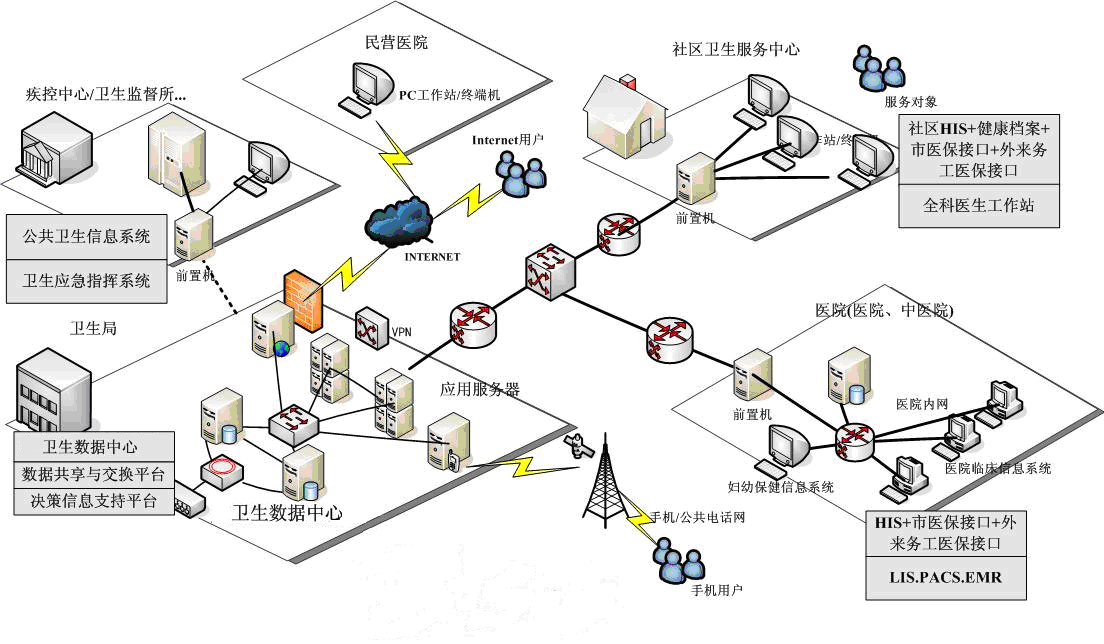 民营医院
PC工作站/终端机
疾控中心/卫生监督所...
前置机
公共卫生信息系统
卫生应急指挥系统
Internet用户
INTERNET
社区卫生服务中心
服务对象
作站/终
前置机
社区HIS+健康档案+
市医保接口+外来务
工医保接口
全科医生工作站
卫生局
VPN
应用服务器
卫生数据中心
数据共享与交换平台
决策信息支持平台
卫生数据中心
手机/公共电话网
手机用户
医院(医院、中医院)
前置机
医院内网
医院临床信息系统
妇幼保健信息系统
HIS+市医保接口+外
来务工医保接口
LIS.PACS.EMR